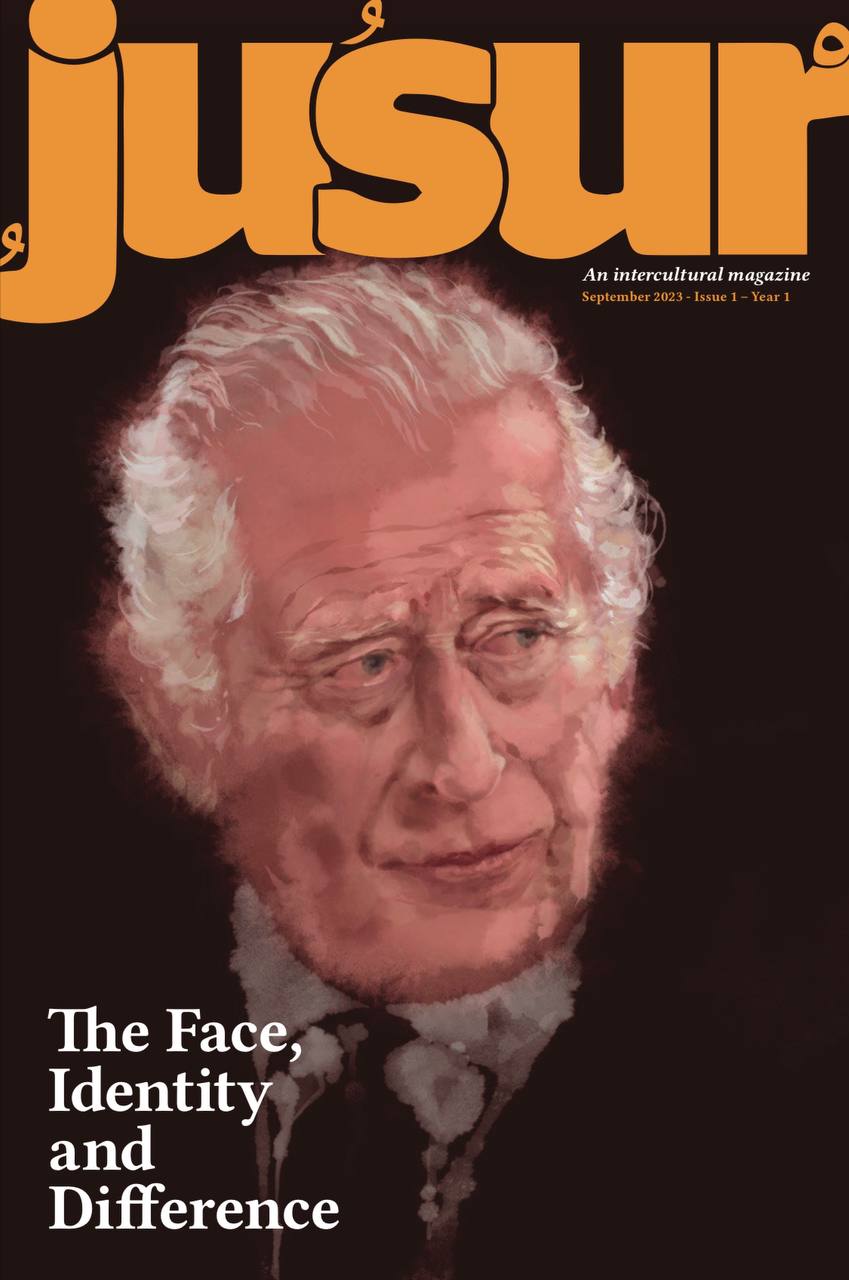 jusur
An intercultural magazine
September 2023 - Issue 1 – Year 1
The Face,
Identity
and
Difference